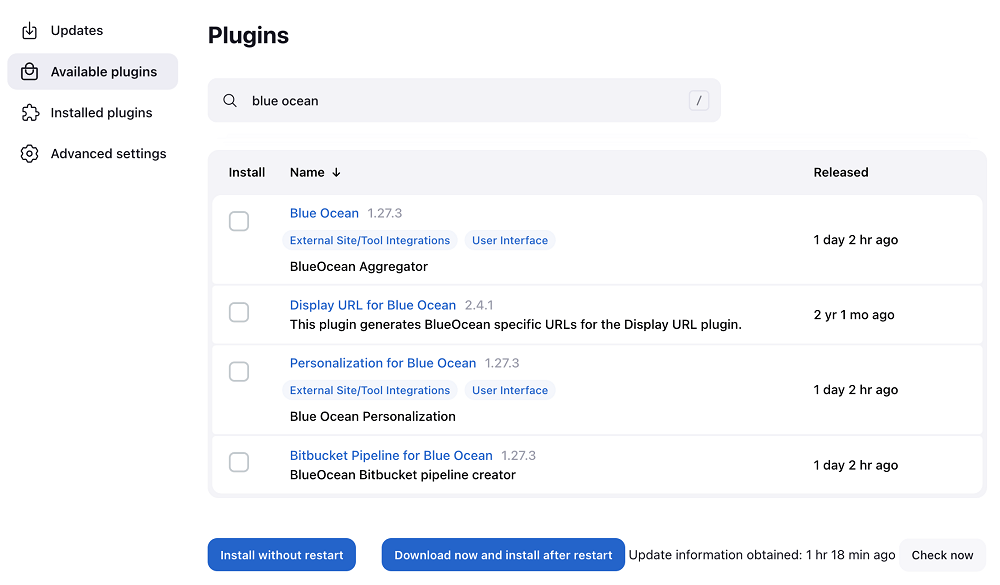 Updates
Available plugins
Installed plugins
Advanced settings
Plugins
blue ocean /
Install Name ↓ Released
Blue Ocean 1.27.3
External Site/Tool Integrations User Interface
1 day 2 hr ago
BlueOcean Aggregator
Display URL for Blue Ocean 2.4.1
2 yr 1 mo ago
This plugin generates BlueOcean specific URLs for the Display URL plugin.
Personalization for Blue Ocean 1.27.3
External Site/Tool Integrations User Interface
1 day 2 hr ago
Blue Ocean Personalization
Bitbucket Pipeline for Blue Ocean 1.27.3
1 day 2 hr ago
BlueOcean Bitbucket pipeline creator
Install without restart Download now and install after restart Update information obtained: 1 hr 18 min ago Check now